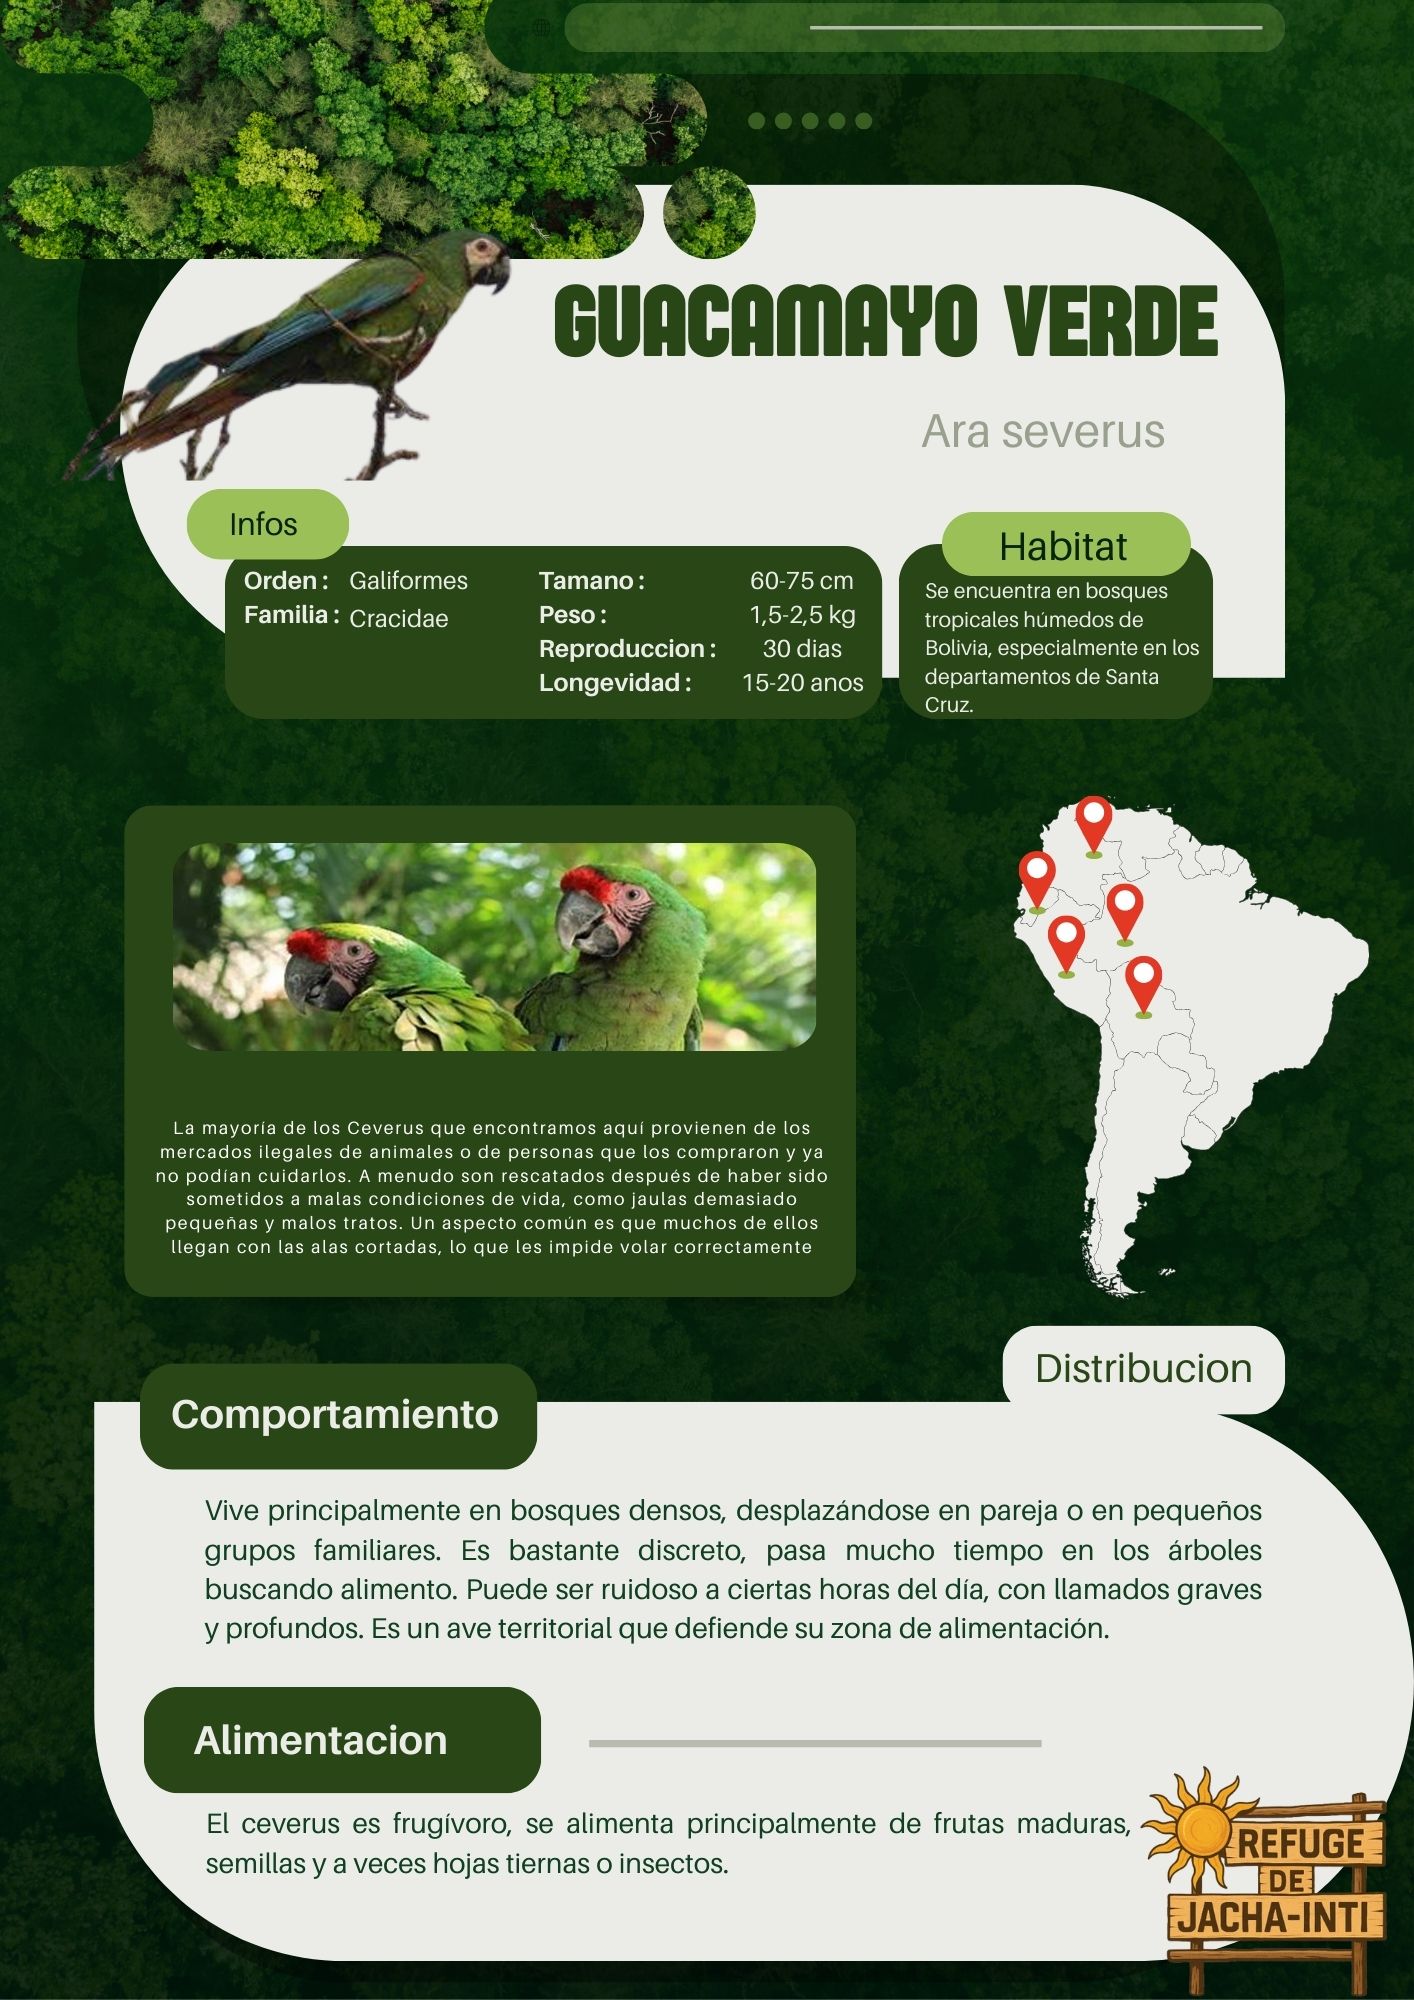 GUACAMAYO VERDE
Ara severus
Infos
Orden : Galiformes
Familia : Cracidae
Tamano : 60-75 cm
Peso : 1,5-2,5 kg
Reproduccion : 30 dias
Longevidad : 15-20 anos
Habitat
Se encuentra en bosques
tropicales húmedos de
Bolivia, especialmente en los
departamentos de Santa
Cruz.
La mayoría de los Ceverus que encontramos aquí provienen de los
mercados ilegales de animales o de personas que los compraron y ya
no podían cuidarlos. A menudo son rescatados después de haber sido
sometidos a malas condiciones de vida, como jaulas demasiado
pequeñas y malos tratos. Un aspecto común es que muchos de ellos
llegan con las alas cortadas, lo que les impide volar correctamente
Distribucion
Comportamiento
Vive principalmente en bosques densos, desplazándose en pareja o en pequeños
grupos familiares. Es bastante discreto, pasa mucho tiempo en los árboles
buscando alimento. Puede ser ruidoso a ciertas horas del día, con llamados graves
y profundos. Es un ave territorial que defiende su zona de alimentación.
Alimentacion
El ceverus es frugívoro, se alimenta principalmente de frutas maduras,
semillas y a veces hojas tiernas o insectos.
REFUGE
DE
JACHA-INTI